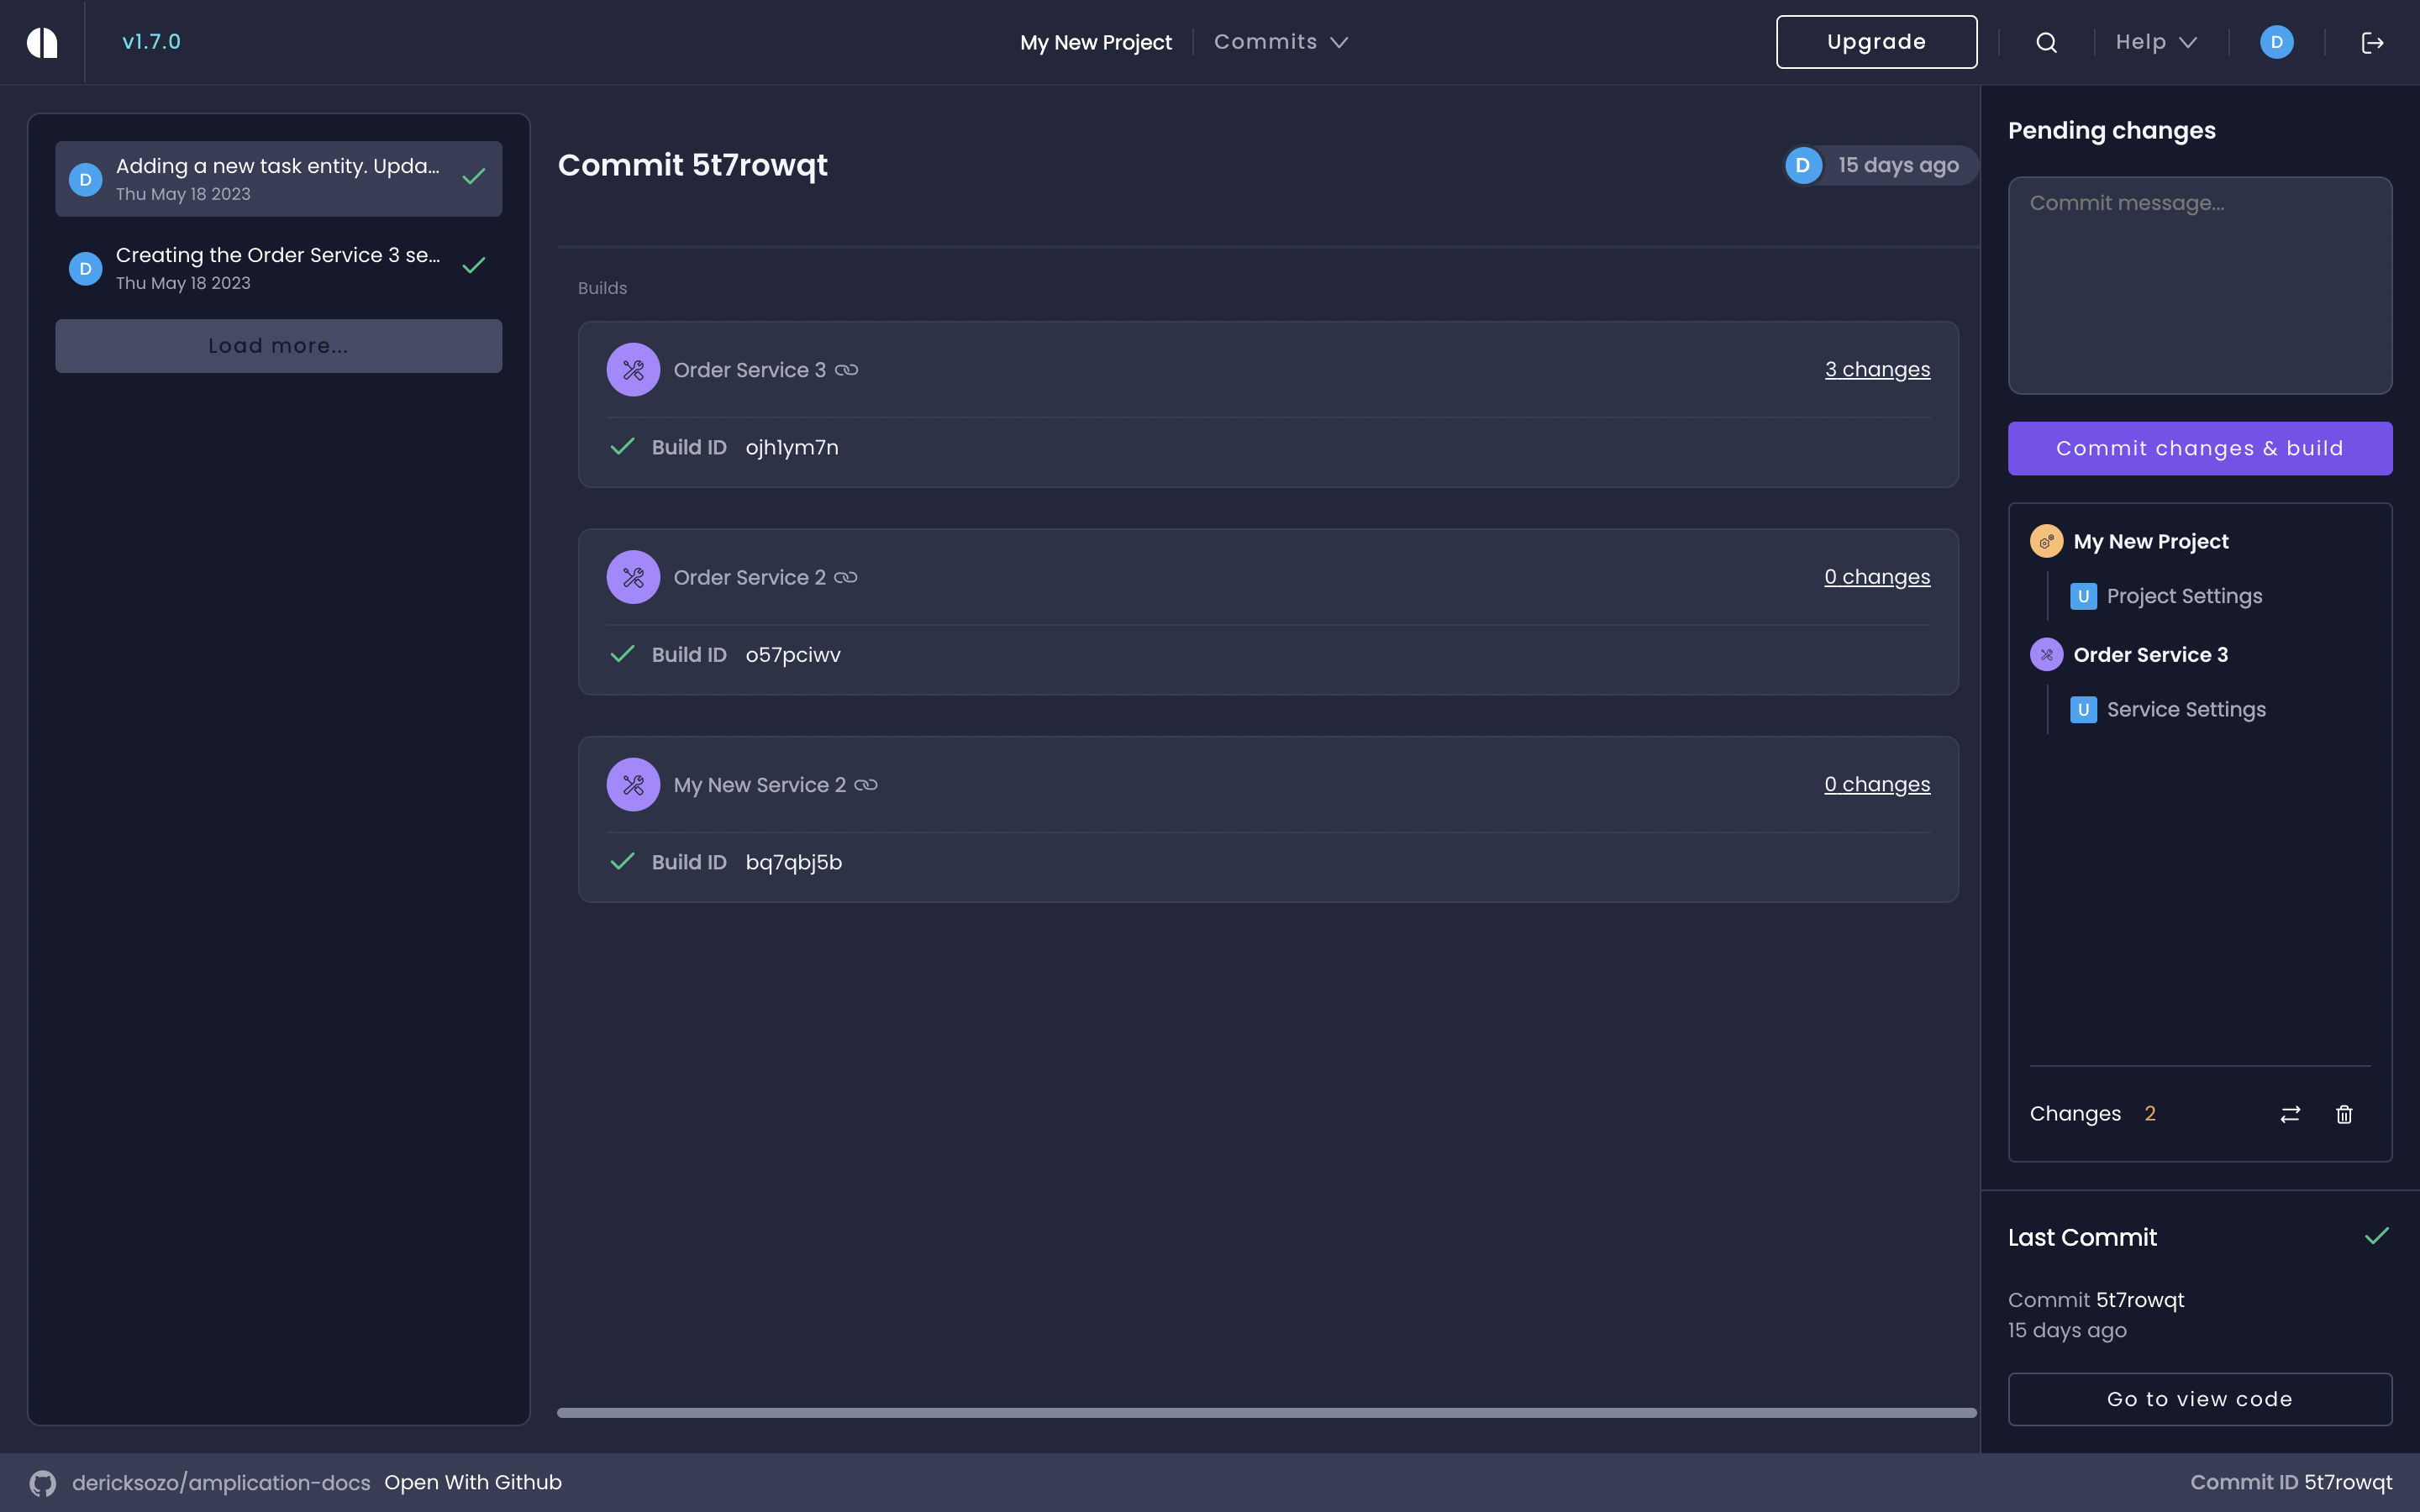 v1.7.0
My New Project
Commits
Upgrade
Help
D
D
Adding a new task entity. Upda...
Thu May 18 2023
D
Creating the Order Service 3 se...
Thu May 18 2023
Load more...
Commit 5t7rowqt
D
15 days ago
Builds
Order Service 3
3 changes
Build ID ojh1ym7n
Order Service 2
0 changes
Build ID o57pciwv
My New Service 2
0 changes
Build ID bq7qbj5b
Pending changes
Commit message...
Commit changes & build
My New Project
U Project Settings
Order Service 3
U Service Settings
Changes 2
Last Commit
Commit 5t7rowqt
15 days ago
Go to view code
dericksozo/amplication-docs Open With Github
Commit ID 5t7rowqt